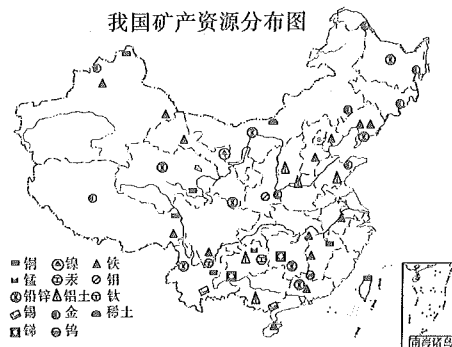 我国矿产资源分布图
铜 镍 铁
锰 汞 钼
铅锌 铝土 钛
锡 金 稀土
锑 钨
南海诸岛